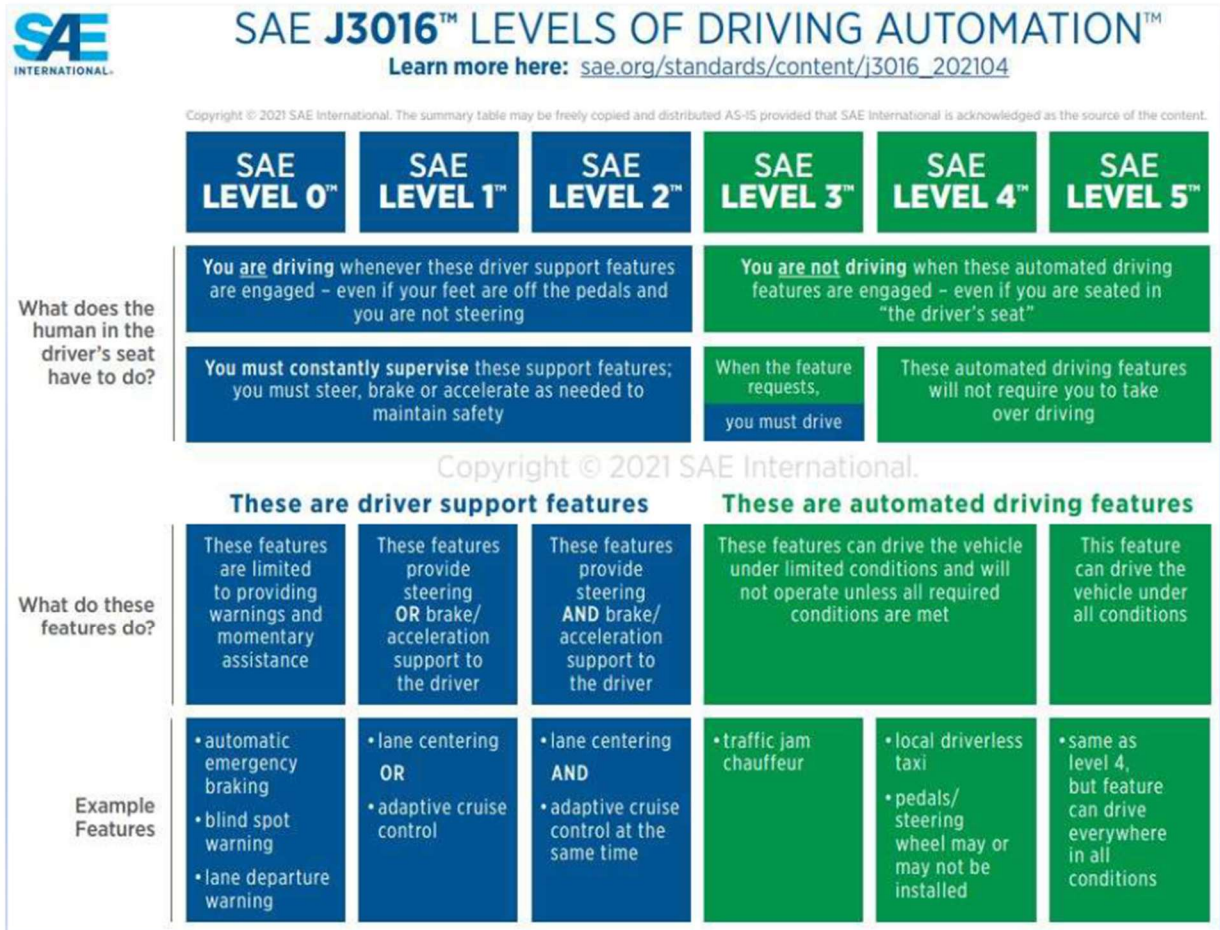 SAE
INTERNATIONAL®
SAE J3016™ LEVELS OF DRIVING AUTOMATION™
Learn more here: sae.org/standards/content/j3016_202104
Copyright © 2021 SAE International. The summary table may be freely copied and distributed AS-IS provided that SAE International is acknowledged as the source of the content.
SAE
LEVEL 0™
SAE
LEVEL 1™
SAE
LEVEL 2™
SAE
LEVEL 3™
SAE
LEVEL 4™
SAE
LEVEL 5™
What does the
human in the
driver's seat
have to do?
You are driving whenever these driver support features
are engaged – even if your feet are off the pedals and
you are not steering
You are not driving when these automated driving
features are engaged – even if you are seated in
“the driver's seat”
You must constantly supervise these support features;
you must steer, brake or accelerate as needed to
maintain safety
When the feature
requests,
you must drive
These automated driving features
will not require you to take
over driving
Copyright © 2021 SAE International.
These are driver support features
These are automated driving features
What do these
features do?
These features
are limited
to providing
warnings and
momentary
assistance
These features
provide
steering
OR brake/
acceleration
support to
the driver
These features
provide
steering
AND brake/
acceleration
support to
the driver
These features can drive the vehicle
under limited conditions and will
not operate unless all required
conditions are met
This feature
can drive the
vehicle under
all conditions
Example
Features
• automatic
emergency
braking
• blind spot
warning
• lane departure
warning
• lane centering
OR
• adaptive cruise
control
• lane centering
AND
• adaptive cruise
control at the
same time
• traffic jam
chauffeur
• local driverless
taxi
• pedals/
steering
wheel may or
may not be
installed
• same as
level 4,
but feature
can drive
everywhere
in all
conditions